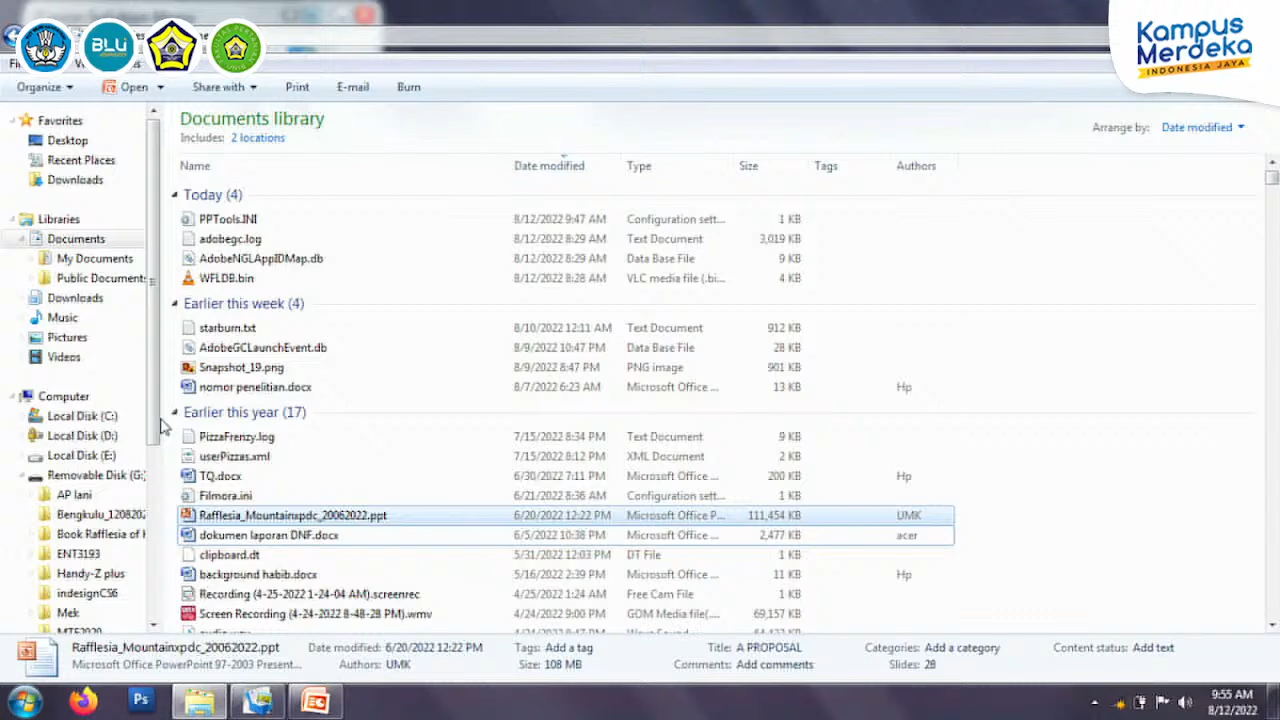 BLU
Kampus
Merdeka
INDONESIA JAYA
Organize Open Share with Print E-mail Burn
Favorites
Desktop
Recent Places
Downloads
Libraries
Documents
My Documents
Public Documents
Downloads
Music
Pictures
Videos
Computer
Local Disk (C:)
Local Disk (D:)
Local Disk (E:)
Removable Disk (G:
AP lani
Bengkulu_120820
Book Rafflesia of
ENT3193
Handy-Z plus
indesignCS6
Mek
MTF2020
Documents library
Includes: 2 locations
Arrange by: Date modified
Name Date modified Type Size Tags Authors
Today (4)
PPTools.INI 8/12/2022 9:47 AM Configuration sett... 1 KB
adobegc.log 8/12/2022 8:29 AM Text Document 3,019 KB
AdobeNGLAppIDMap.db 8/12/2022 8:29 AM Data Base File 9 KB
WFLDB.bin 8/12/2022 8:28 AM VLC media file (.bi... 4 KB
Earlier this week (4)
starburn.txt 8/10/2022 12:11 AM Text Document 912 KB
AdobeGCLaunchEvent.db 8/9/2022 10:47 PM Data Base File 28 KB
Snapshot_19.png 8/9/2022 8:47 PM PNG image 901 KB
nomor penelitian.docx 8/7/2022 6:23 AM Microsoft Office ... 13 KB Hp
Earlier this year (17)
PizzaFrenzy.log 7/15/2022 8:34 PM Text Document 9 KB
userPizzas.xml 7/15/2022 8:12 PM XML Document 2 KB
TQ.docx 6/30/2022 7:11 PM Microsoft Office ... 200 KB Hp
Filmora.ini 6/21/2022 8:36 AM Configuration sett... 1 KB
Rafflesia_Mountainxpdc_20062022.ppt 6/20/2022 12:22 PM Microsoft Office P... 111,454 KB UMK
dokumen laporan DNF.docx 6/5/2022 10:38 PM Microsoft Office ... 2,477 KB acer
clipboard.dt 5/31/2022 12:03 PM DT File 1 KB
background habib.docx 5/16/2022 2:39 PM Microsoft Office ... 11 KB Hp
Recording (4-25-2022 1-24-04 AM).screenrec 4/25/2022 1:24 AM Free Cam File 1 KB
Screen Recording (4-24-2022 8-48-28 PM).wmv 4/24/2022 9:00 PM GOM Media file(.... 69,157 KB
Rafflesia_Mountainxpdc_20062022.ppt Date modified: 6/20/2022 12:22 PM Tags: Add a tag Title: A PROPOSAL Categories: Add a category Content status: Add text
Microsoft Office PowerPoint 97-2003 Present... Authors: UMK Size: 108 MB Comments: Add comments Slides: 28
Ps
9:55 AM
8/12/2022